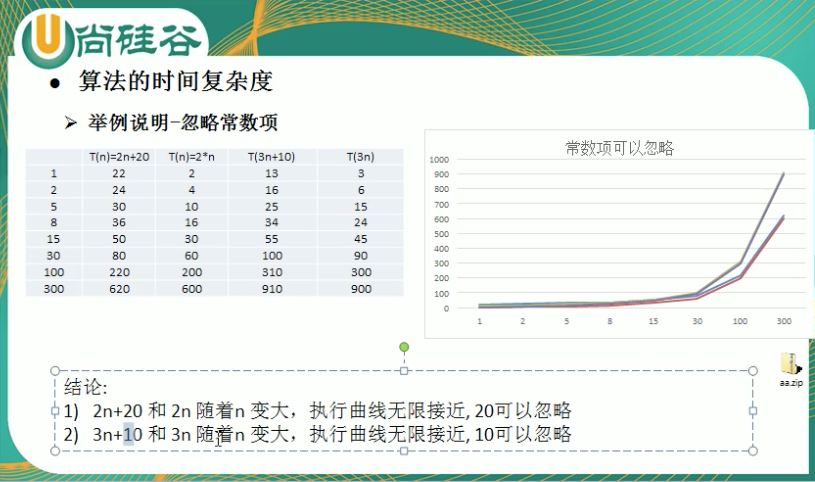 尚硅谷
● 算法的时间复杂度
➢ 举例说明-忽略常数项
T(n)=2n+20 T(n)=2*n T(3n+10) T(3n)
1 22 2 13 3
2 24 4 16 6
5 30 10 25 15
8 36 16 34 24
15 50 30 55 45
30 80 60 100 90
100 220 200 310 300
300 620 600 910 900
常数项可以忽略
1000
900
800
700
600
500
400
300
200
100
0
1 2 5 8 15 30 100 300
aa.zip
结论:
1) 2n+20 和 2n 随着n 变大，执行曲线无限接近, 20可以忽略
2) 3n+10 和 3n 随着n 变大，执行曲线无限接近, 10可以忽略